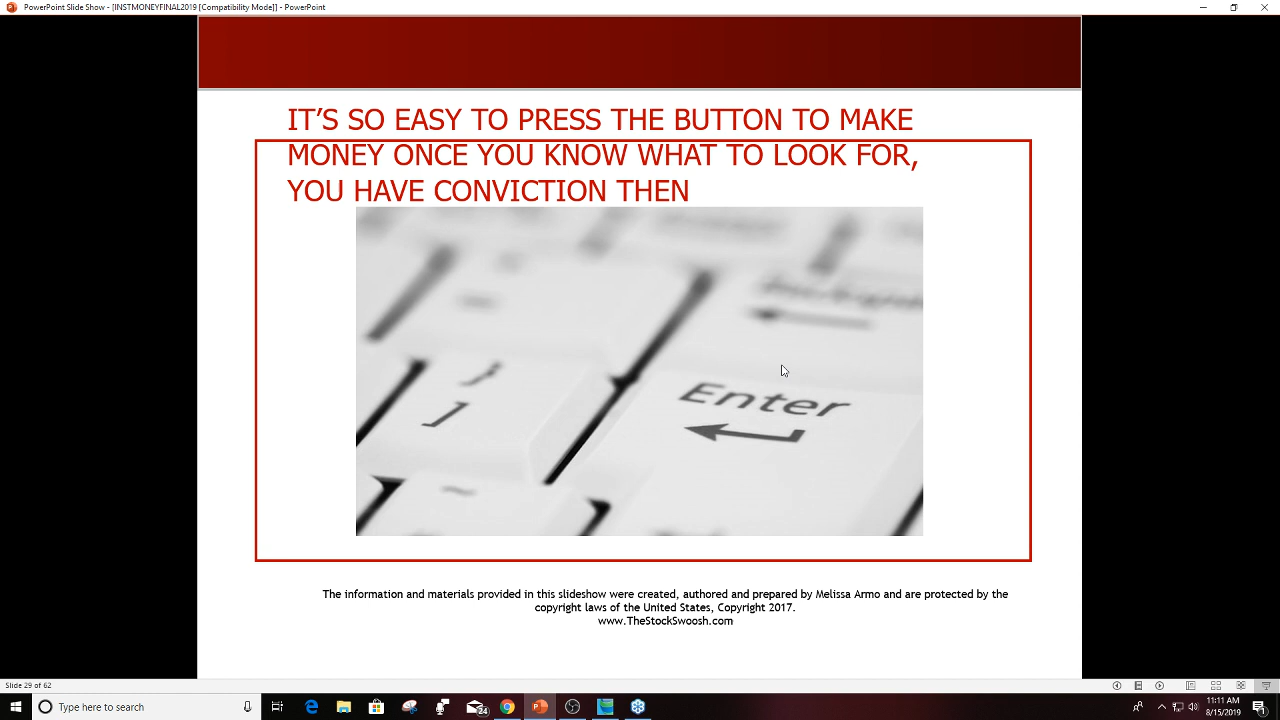 PowerPoint Slide Show - [INSTMONEYFINAL2019 [Compatibility Mode]] - PowerPoint
IT'S SO EASY TO PRESS THE BUTTON TO MAKE
MONEY ONCE YOU KNOW WHAT TO LOOK FOR,
YOU HAVE CONVICTION THEN
}
]
Enter
The information and materials provided in this slideshow were created, authored and prepared by Melissa Armo and are protected by the
copyright laws of the United States, Copyright 2017.
www.TheStockSwoosh.com
Slide 29 of 62
Type here to search
24
11:11 AM
8/15/2019
1